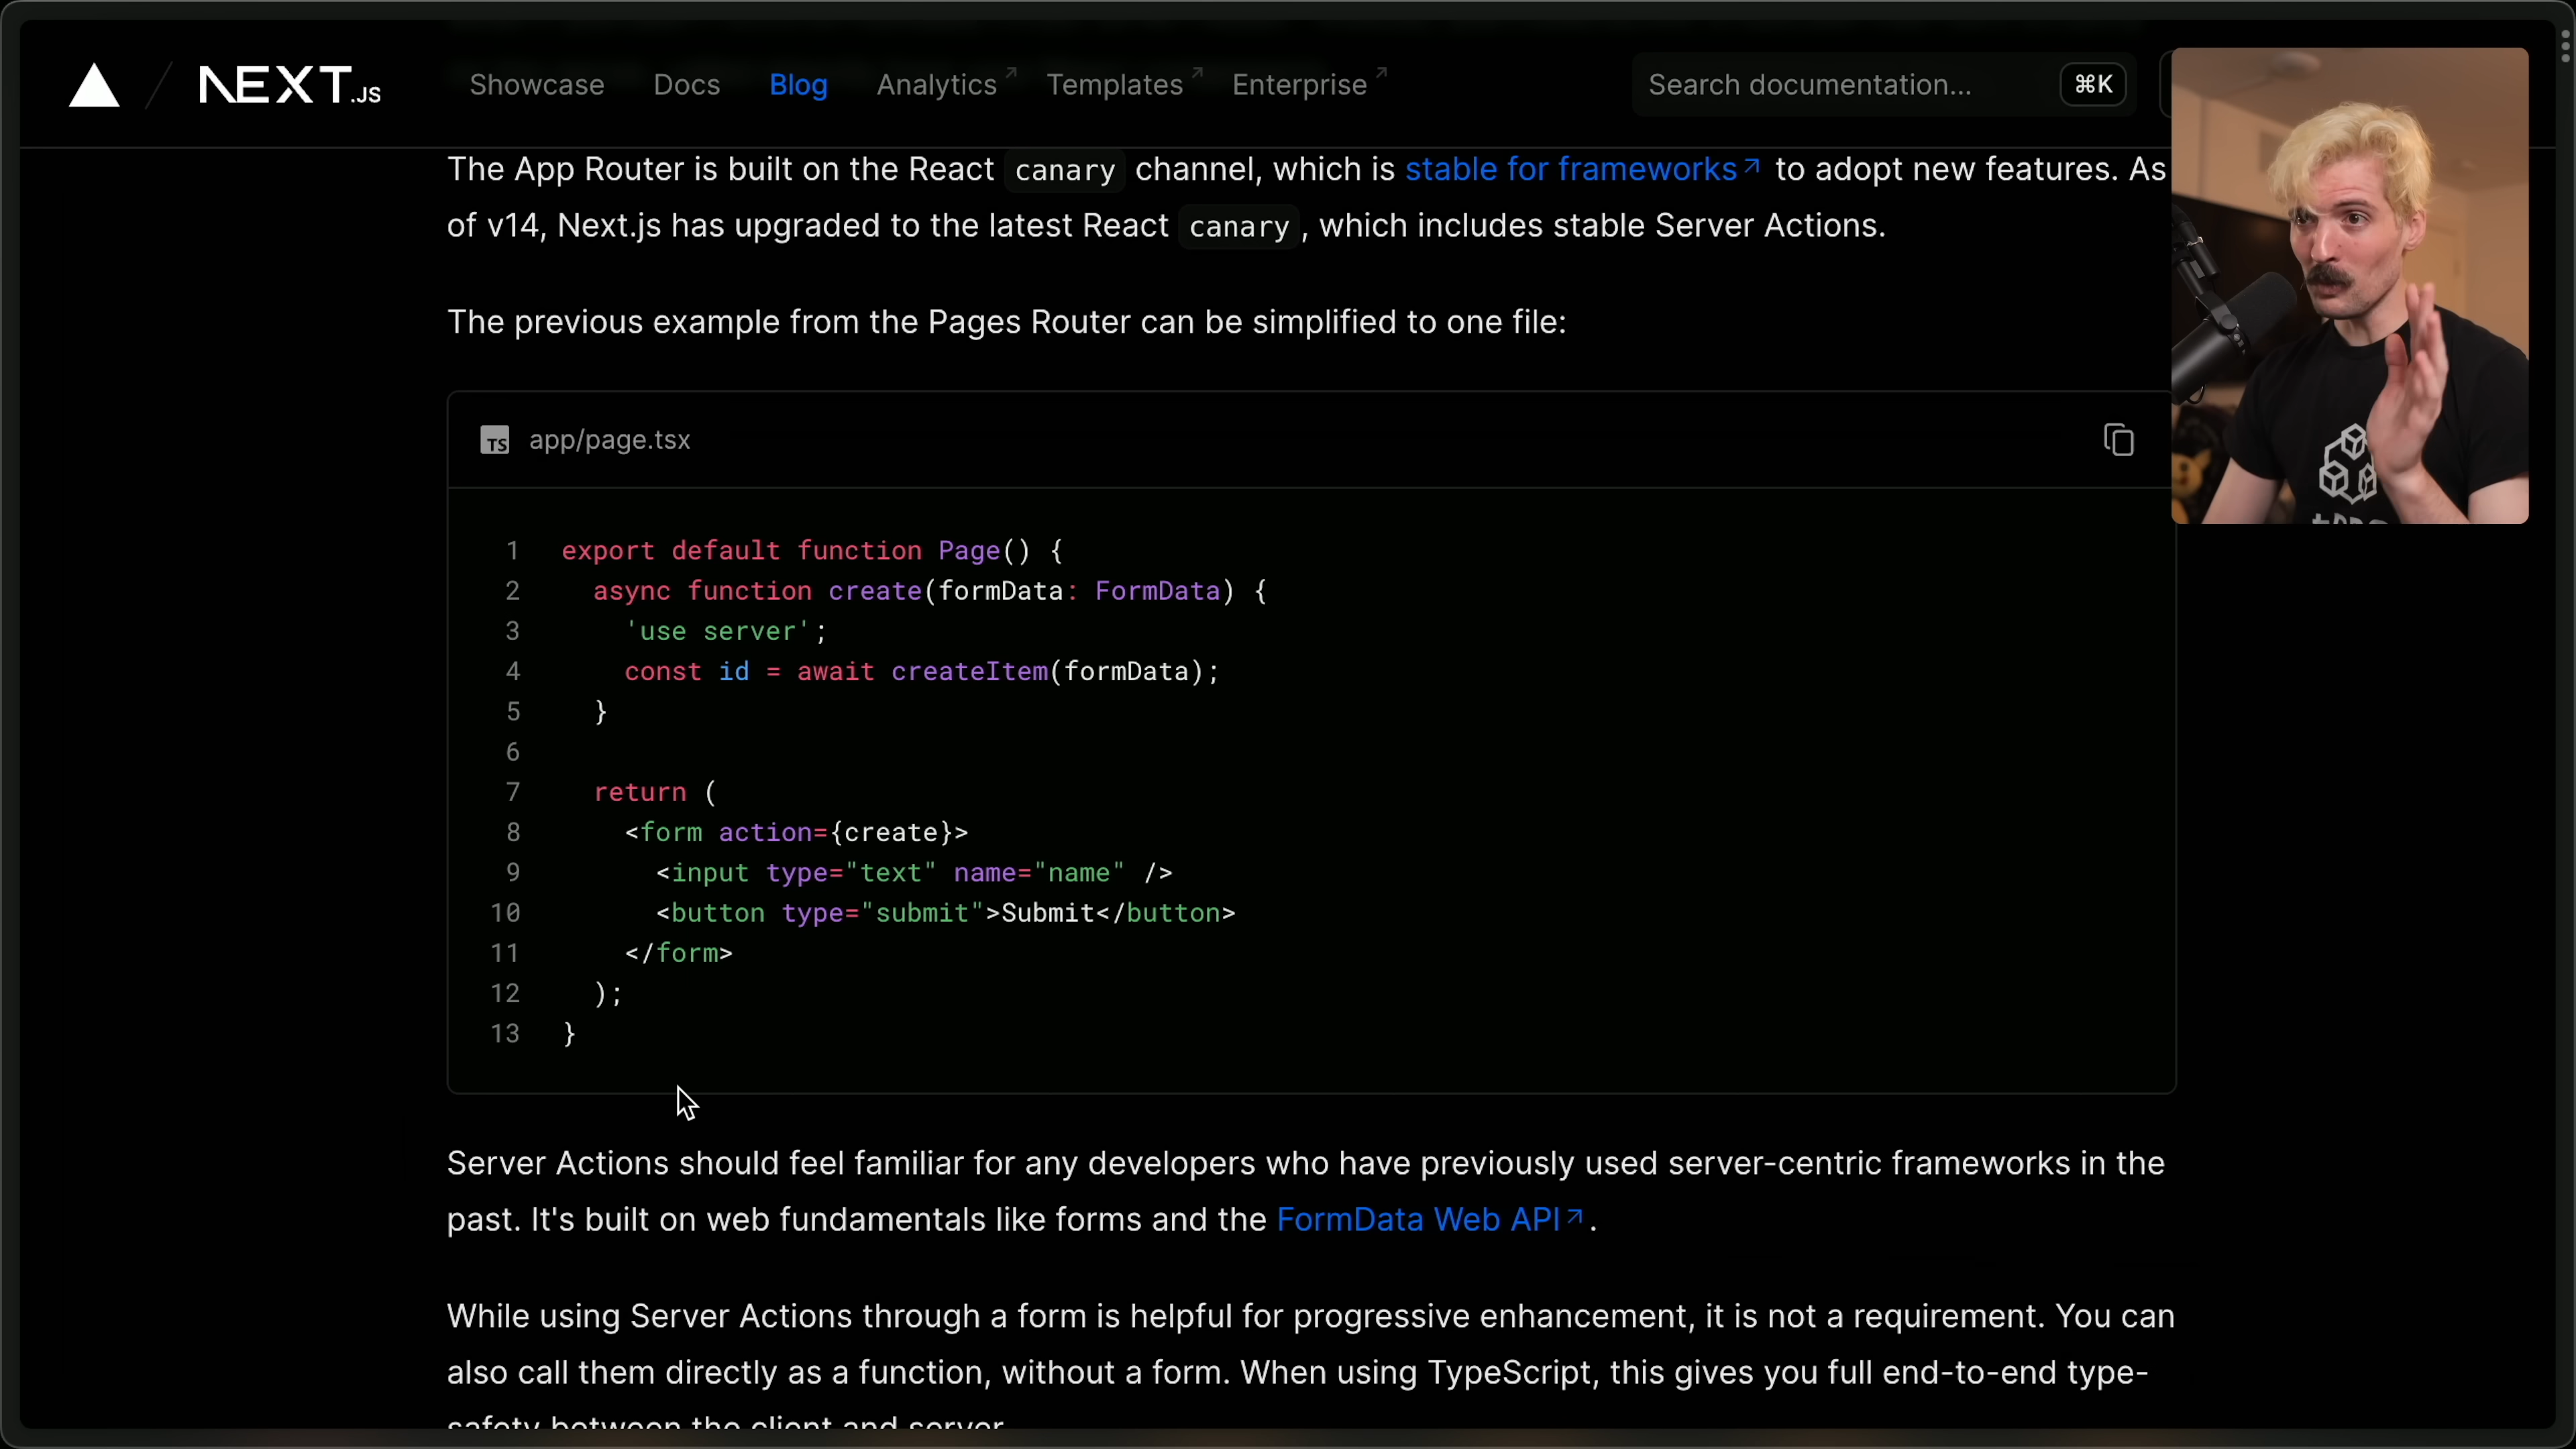 NEXT.JS
Showcase Docs Blog Analytics Templates Enterprise
Search documentation... ⌘K
The App Router is built on the React canary channel, which is stable for frameworks to adopt new features. As
of v14, Next.js has upgraded to the latest React canary, which includes stable Server Actions.
The previous example from the Pages Router can be simplified to one file:
TS app/page.tsx
1 export default function Page() {
2 async function create(formData: FormData) {
3 'use server';
4 const id = await createItem(formData);
5 }
6
7 return (
8 <form action={create}>
9 <input type="text" name="name" />
10 <button type="submit">Submit</button>
11 </form>
12 );
13 }
Server Actions should feel familiar for any developers who have previously used server-centric frameworks in the
past. It's built on web fundamentals like forms and the FormData Web API.
While using Server Actions through a form is helpful for progressive enhancement, it is not a requirement. You can
also call them directly as a function, without a form. When using TypeScript, this gives you full end-to-end type-
safety between the client and server.